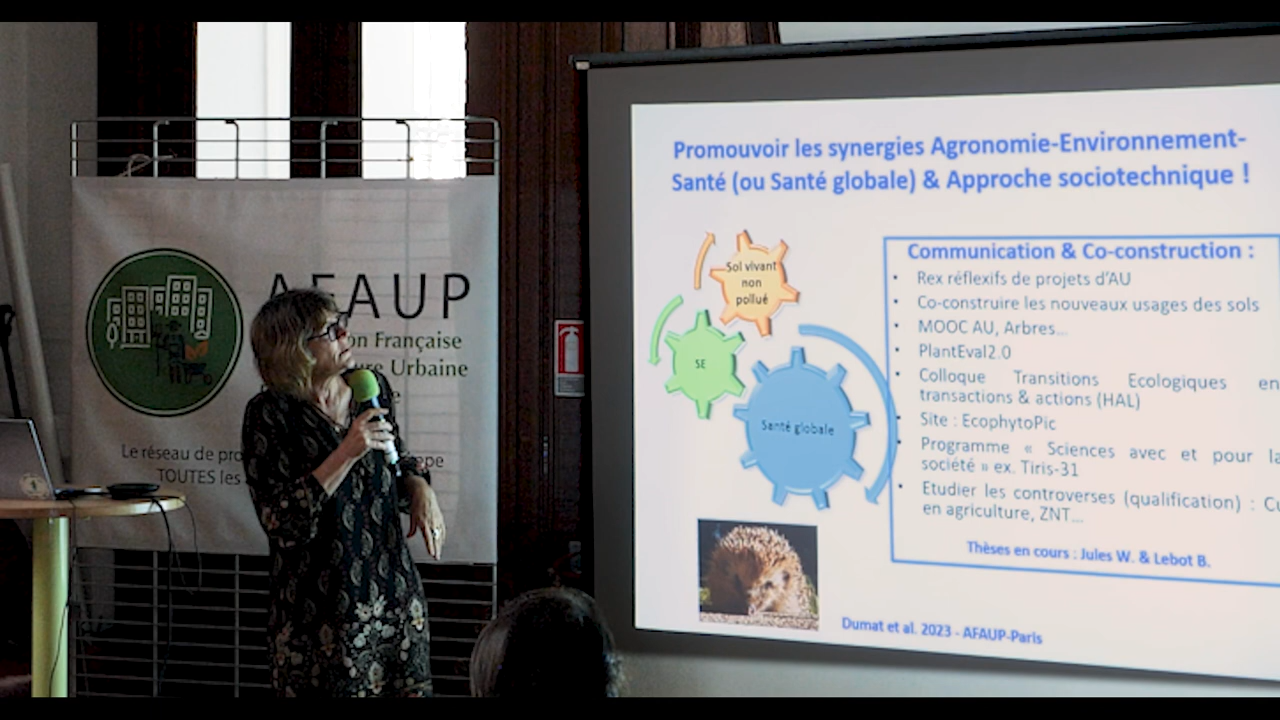 AFAUP
on Française
ure Urbaine
Le réseau de pro
TOUTES les
Promouvoir les synergies Agronomie-Environnement-
Santé (ou Santé globale) & Approche sociotechnique !
Sol vivant
non
pollué
SE
Santé globale
Communication & Co-construction :
• Rex réflexifs de projets d'AU
• Co-construire les nouveaux usages des sols
• MOOC AU, Arbres...
• PlantEval2.0
• Colloque Transitions Ecologiques en
transactions & actions (HAL)
• Site : EcophytoPic
• Programme « Sciences avec et pour la
société » ex. Tiris-31
• Etudier les controverses (qualification) : Cu
en agriculture, ZNT...
Thèses en cours : Jules W. & Lebot B.
Dumat et al. 2023 - AFAUP-Paris